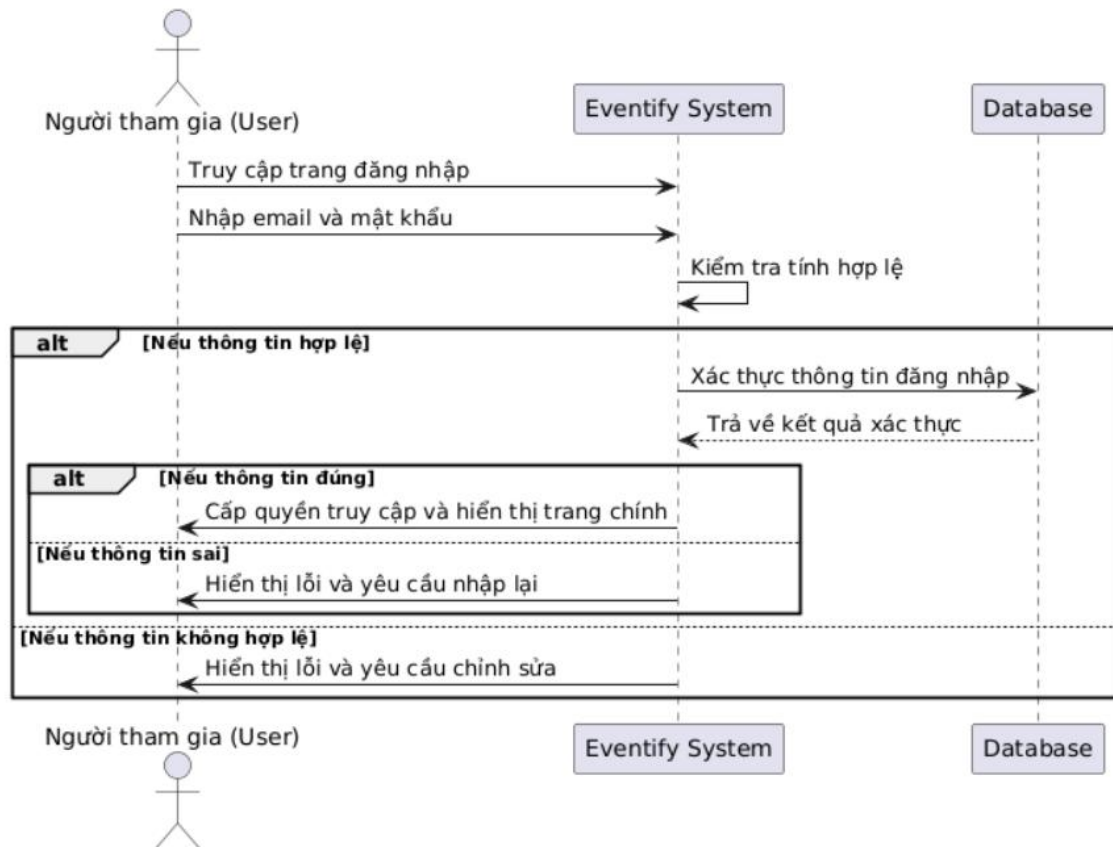 Người tham gia (User)
Eventify System
Database
Truy cập trang đăng nhập
Nhập email và mật khẩu
Kiểm tra tính hợp lệ
alt [Nếu thông tin hợp lệ]
Xác thực thông tin đăng nhập
Trả về kết quả xác thực
alt [Nếu thông tin đúng]
Cấp quyền truy cập và hiển thị trang chính
[Nếu thông tin sai]
Hiển thị lỗi và yêu cầu nhập lại
[Nếu thông tin không hợp lệ]
Hiển thị lỗi và yêu cầu chỉnh sửa
Người tham gia (User)
Eventify System
Database